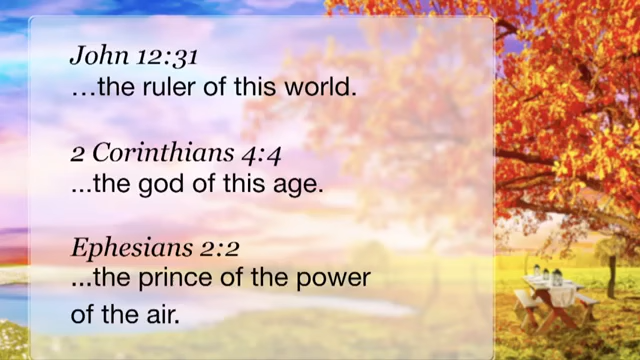 John 12:31
…the ruler of this world.
2 Corinthians 4:4
...the god of this age.
Ephesians 2:2
...the prince of the power
of the air.